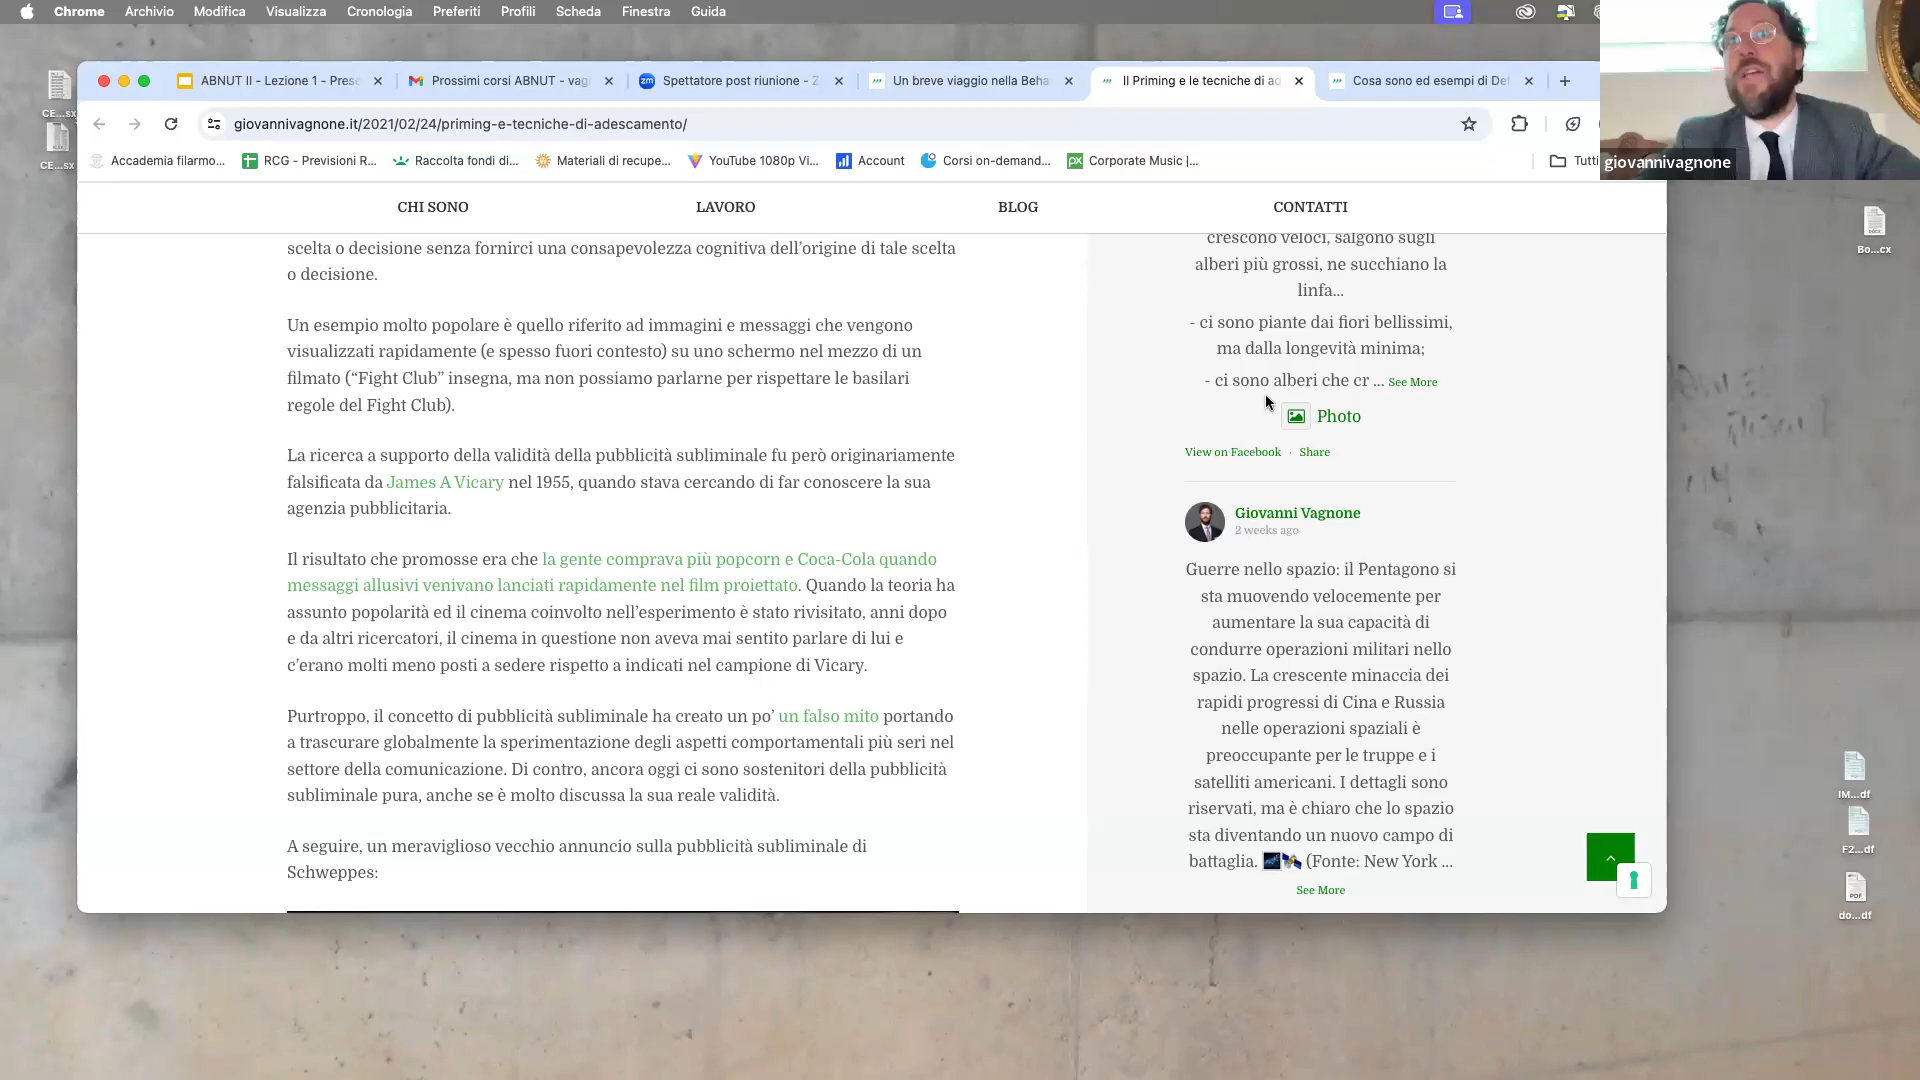 Chrome Archivio Modifica Visualizza Cronologia Preferiti Profili Scheda Finestra Guida
ABNUT II - Lezione 1 - Prese
Prossimi corsi ABNUT - vagn
Spettatore post riunione - Z
Un breve viaggio nella Beha
Il Priming e le tecniche di ad
Cosa sono ed esempi di Def
giovannivagnone.it/2021/02/24/priming-e-tecniche-di-adescamento/
Accademia filarmo... RCG - Previsioni R... Raccolta fondi di... Materiali di recupe... YouTube 1080p Vi... Account Corsi on-demand... Corporate Music |... Tutti
giovannivagnone
CHI SONO LAVORO BLOG CONTATTI
scelta o decisione senza fornirci una consapevolezza cognitiva dell’origine di tale scelta
o decisione.
Un esempio molto popolare è quello riferito ad immagini e messaggi che vengono
visualizzati rapidamente (e spesso fuori contesto) su uno schermo nel mezzo di un
filmato (“Fight Club” insegna, ma non possiamo parlarne per rispettare le basilari
regole del Fight Club).
La ricerca a supporto della validità della pubblicità subliminale fu però originariamente
falsificata da James A Vicary nel 1955, quando stava cercando di far conoscere la sua
agenzia pubblicitaria.
Il risultato che promosse era che la gente comprava più popcorn e Coca-Cola quando
messaggi allusivi venivano lanciati rapidamente nel film proiettato. Quando la teoria ha
assunto popolarità ed il cinema coinvolto nell’esperimento è stato rivisitato, anni dopo
e da altri ricercatori, il cinema in questione non aveva mai sentito parlare di lui e
c’erano molti meno posti a sedere rispetto a indicati nel campione di Vicary.
Purtroppo, il concetto di pubblicità subliminale ha creato un po’ un falso mito portando
a trascurare globalmente la sperimentazione degli aspetti comportamentali più seri nel
settore della comunicazione. Di contro, ancora oggi ci sono sostenitori della pubblicità
subliminale pura, anche se è molto discussa la sua reale validità.
A seguire, un meraviglioso vecchio annuncio sulla pubblicità subliminale di
Schweppes:
crescono veloci, salgono sugli
alberi più grossi, ne succhiano la
linfa...
- ci sono piante dai fiori bellissimi,
ma dalla longevità minima;
- ci sono alberi che cr ... See More
Photo
View on Facebook · Share
Giovanni Vagnone
2 weeks ago
Guerre nello spazio: il Pentagono si
sta muovendo velocemente per
aumentare la sua capacità di
condurre operazioni militari nello
spazio. La crescente minaccia dei
rapidi progressi di Cina e Russia
nelle operazioni spaziali è
preoccupante per le truppe e i
satelliti americani. I dettagli sono
riservati, ma è chiaro che lo spazio
sta diventando un nuovo campo di
battaglia. (Fonte: New York ...
See More
CE...sx
CE...sx
Bo...cx
IM...df
F2...df
do...df